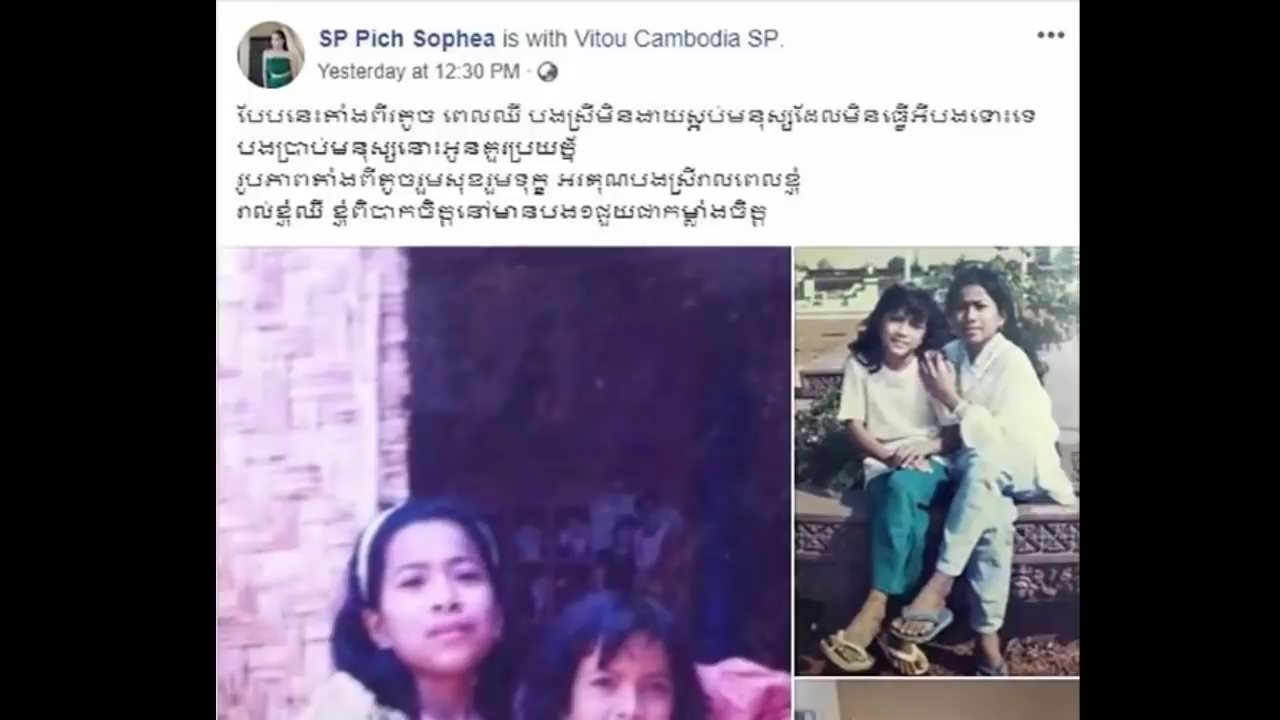 SP Pich Sophea is with Vitou Cambodia SP.
Yesterday at 12:30 PM ·
បែបនេះតាំងពីរតូច ពេលឈឺ បងស្រីមិនងាយស្អប់មនុស្សដែលមិនធ្វើអីបងទោះទេ
បងប្រាប់មនុស្សនោះអូនគួរប្រយត្ន័
រូបភាពតាំងពីតូចរួមសុខរួមទុក្ខ អរគុណបងស្រីរាល់ពេលខ្ញុំ
រាល់ខ្ញុំឈឺ ខ្ញុំពិបាកចិត្តនៅមានបង១ជួយជាកម្លាំងចិត្ត